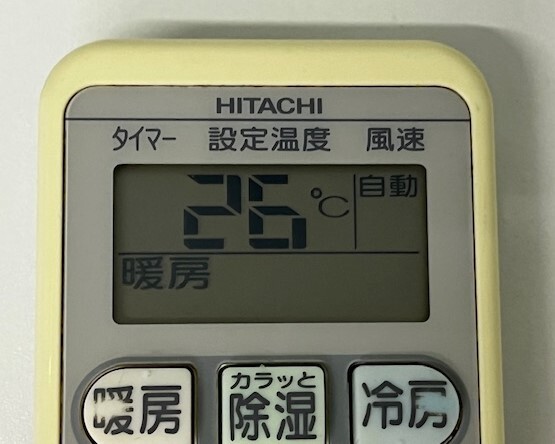 HITACHI
タイマー 設定温度 風速
26℃ 自動
暖房
暖房 カラッと 除湿 冷房